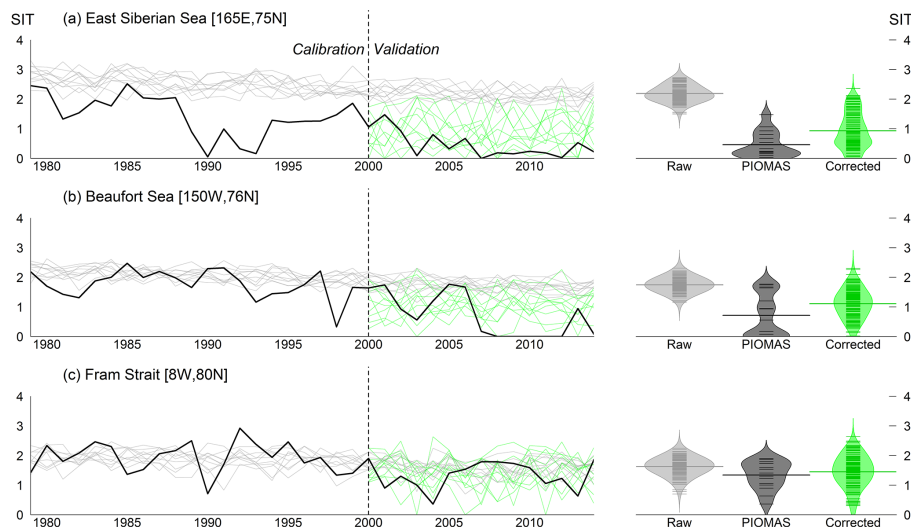 SIT (a) East Siberian Sea [165E,75N] SIT
4 Calibration Validation 4
3 3
2 2
1 1
0 0
1980 1985 1990 1995 2000 2005 2010 Raw PIOMAS Corrected
(b) Beaufort Sea [150W,76N]
4 4
3 3
2 2
1 1
0 0
1980 1985 1990 1995 2000 2005 2010 Raw PIOMAS Corrected
(c) Fram Strait [8W,80N]
4 4
3 3
2 2
1 1
0 0
1980 1985 1990 1995 2000 2005 2010 Raw PIOMAS Corrected